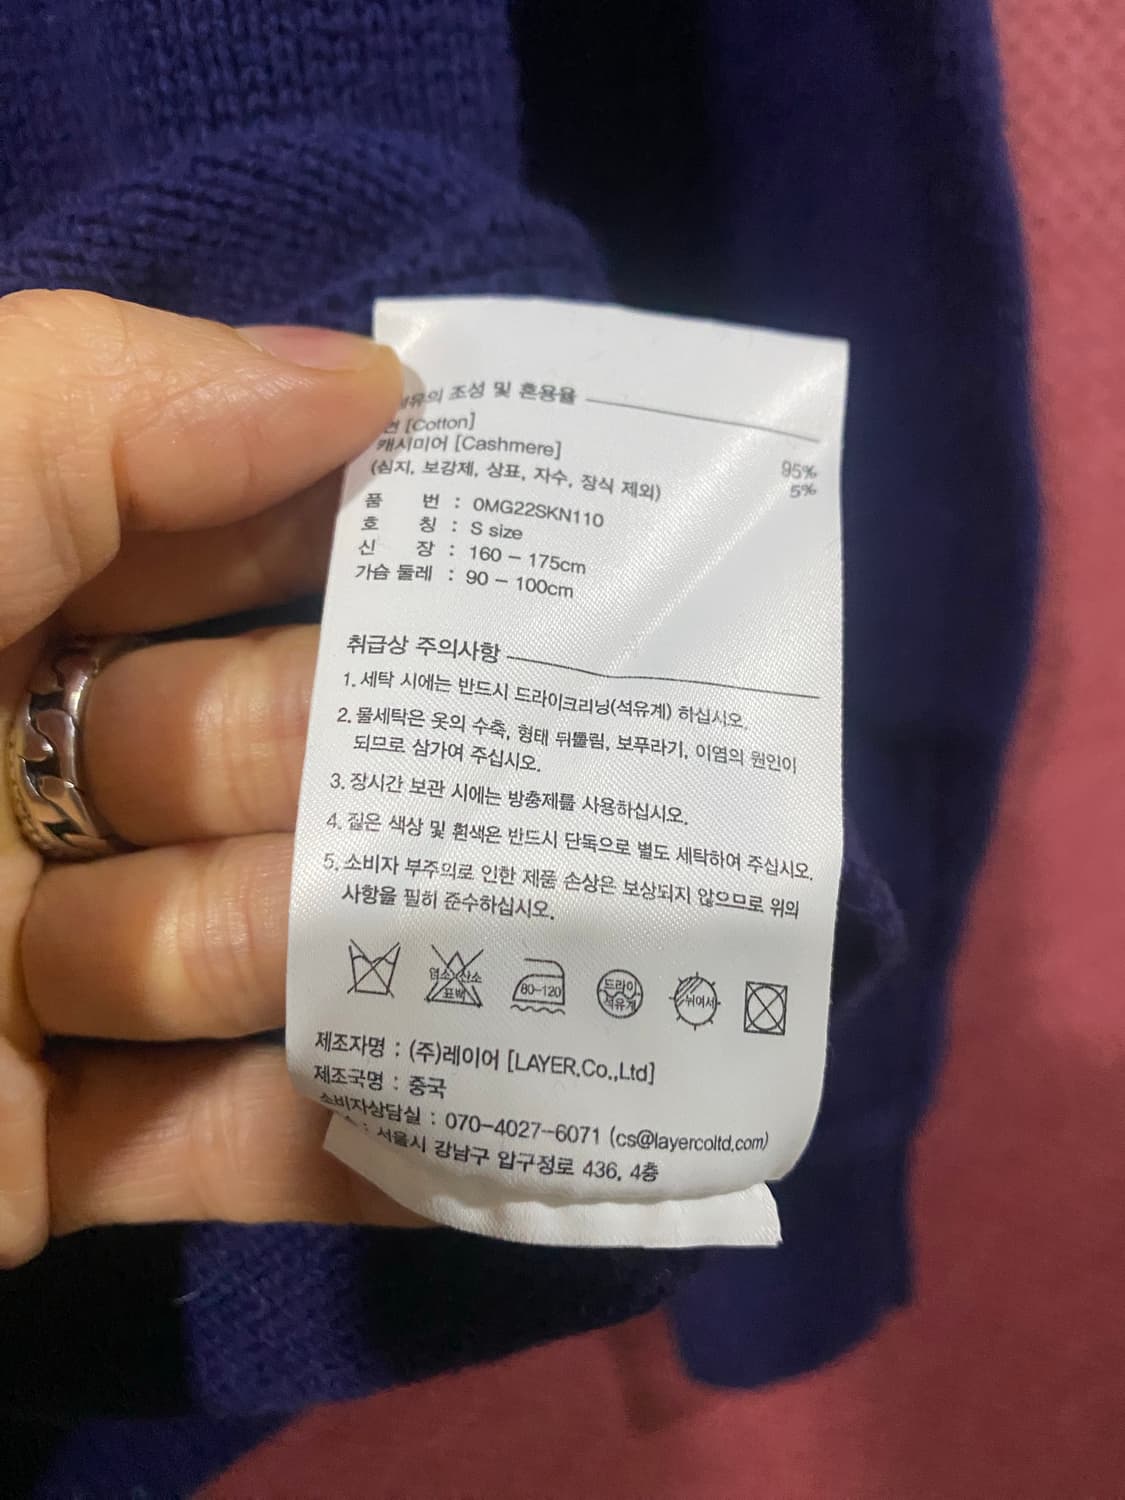 조성 및 혼용율
[Cotton] 95%
캐시미어 [Cashmere] 5%
(심지, 보강제, 상표, 자수, 장식 제외)
품 번 : 0MG22SKN110
호 칭 : S size
신 장 : 160 – 175cm
가슴 둘레 : 90 – 100cm
취급상 주의사항
1. 세탁 시에는 반드시 드라이크리닝(석유계) 하십시오.
2. 물세탁은 옷의 수축, 형태 뒤틀림, 보푸라기, 이염의 원인이
되므로 삼가여 주십시오.
3. 장시간 보관 시에는 방충제를 사용하십시오.
4. 짙은 색상 및 흰색은 반드시 단독으로 별도 세탁하여 주십시오.
5. 소비자 부주의로 인한 제품 손상은 보상되지 않으므로 위의
사항을 필히 준수하십시오.
염소 산소
표백
80-120
드라이
석유계
뉘어서
제조자명 : (주)레이어 [LAYER.Co.,Ltd]
제조국명 : 중국
소비자상담실 : 070-4027-6071 (cs@layercoltd.com)
: 서울시 강남구 압구정로 436, 4층